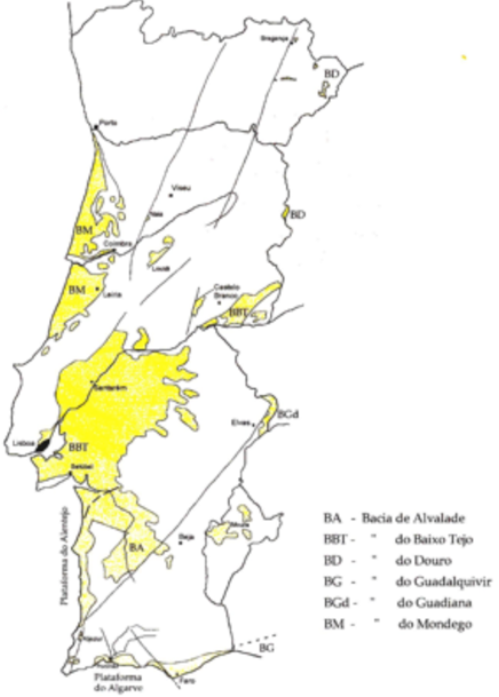 Bragança
BD
Porto
Viseu
BD
BM
Coimbra
Lousã
BM
Leiria
Castelo
Branco
BBT
Santarém
BGd
Elvas
Lisboa
BBT
Setúbal
Plataforma do Alentejo
Moura
BA
Beja
BG
Plataforma
do Algarve
Faro
BA - Bacia de Alvalade
BBT - " do Baixo Tejo
BD - " do Douro
BG - " do Guadalquivir
BGd - " do Guadiana
BM - " do Mondego